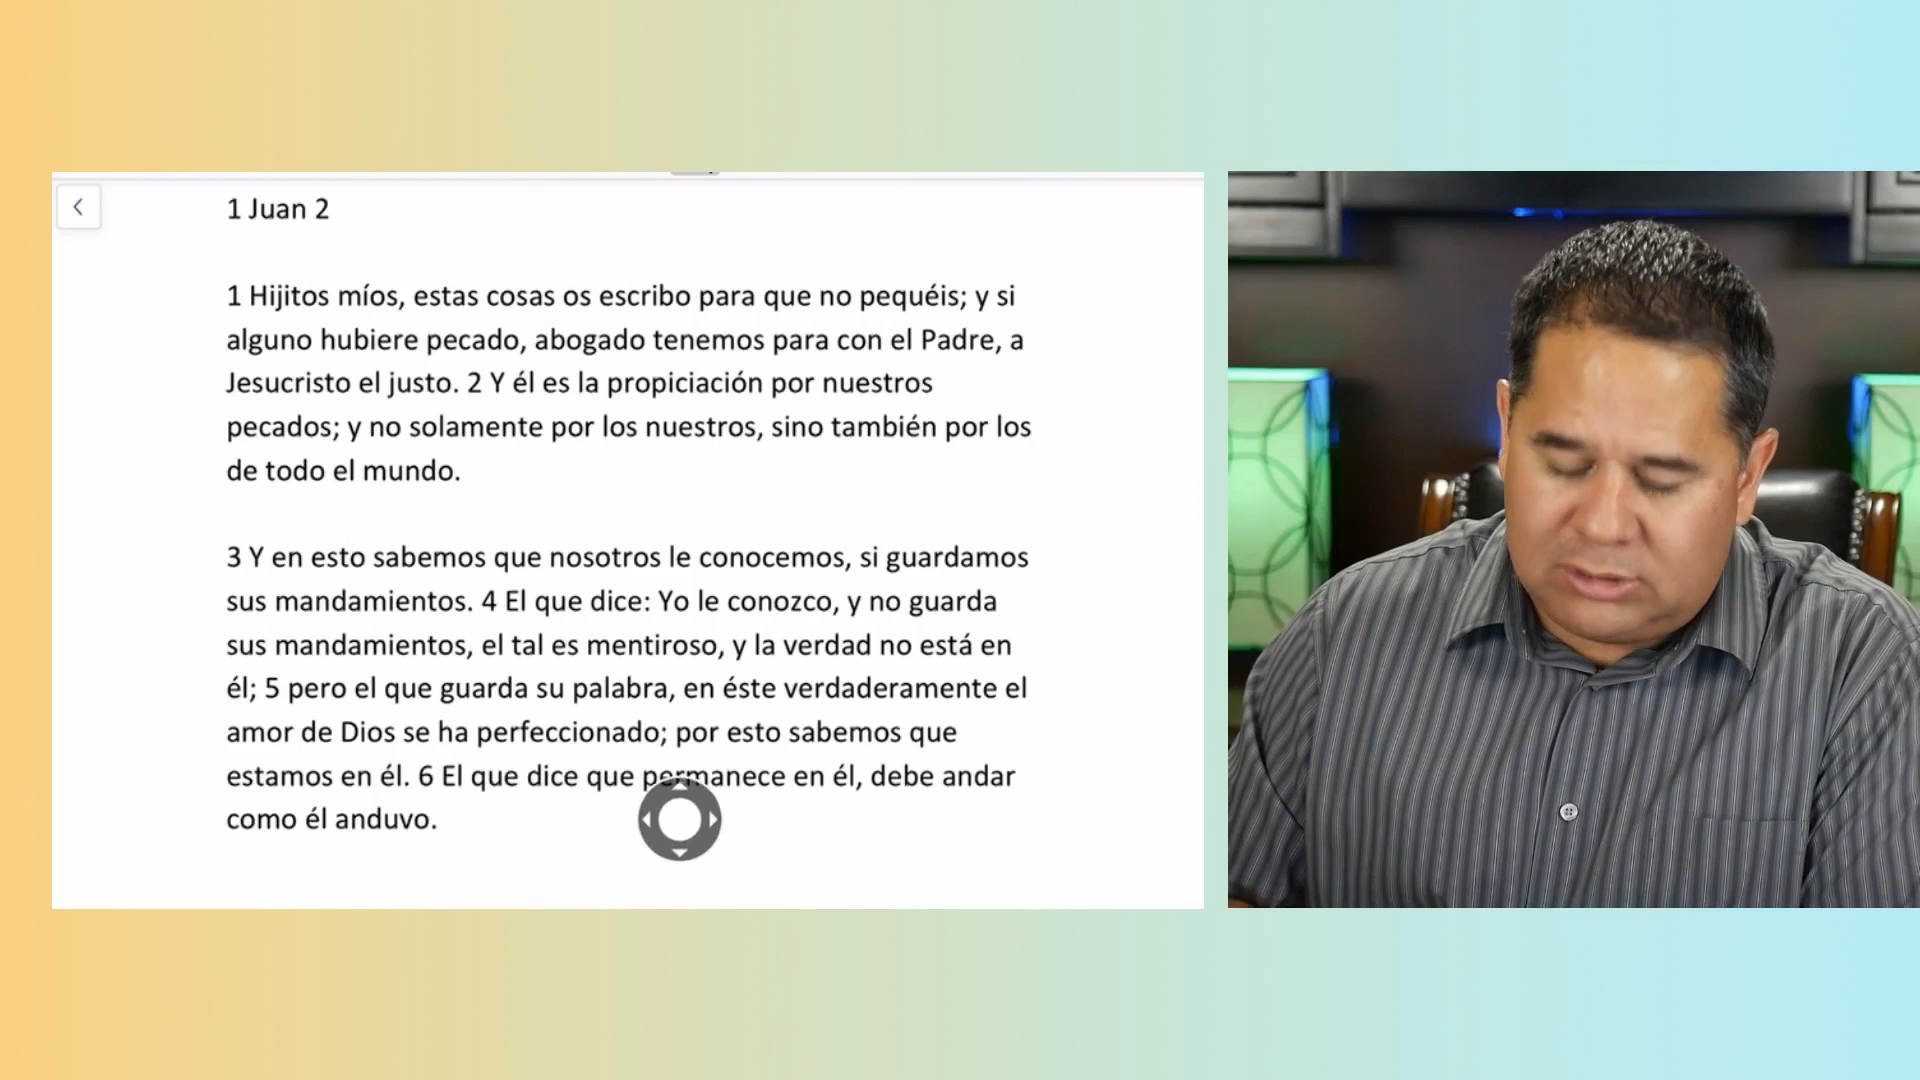 1 Juan 2
1 Hijitos míos, estas cosas os escribo para que no pequéis; y si
alguno hubiere pecado, abogado tenemos para con el Padre, a
Jesucristo el justo. 2 Y él es la propiciación por nuestros
pecados; y no solamente por los nuestros, sino también por los
de todo el mundo.
3 Y en esto sabemos que nosotros le conocemos, si guardamos
sus mandamientos. 4 El que dice: Yo le conozco, y no guarda
sus mandamientos, el tal es mentiroso, y la verdad no está en
él; 5 pero el que guarda su palabra, en éste verdaderamente el
amor de Dios se ha perfeccionado; por esto sabemos que
estamos en él. 6 El que dice que permanece en él, debe andar
como él anduvo.